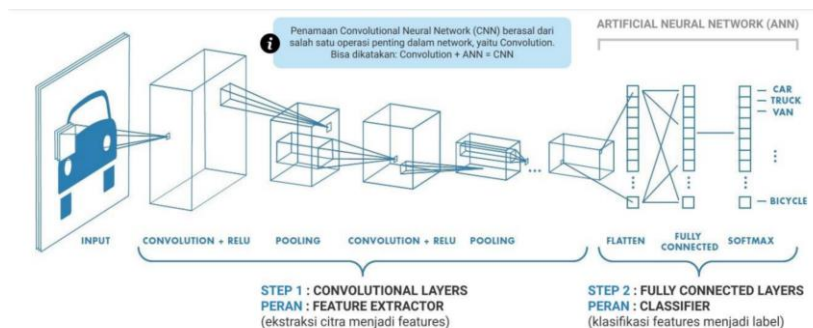 Penamaan Convolutional Neural Network (CNN) berasal dari
salah satu operasi penting dalam network, yaitu Convolution.
Bisa dikatakan: Convolution + ANN = CNN
i
ARTIFICIAL NEURAL NETWORK (ANN)
CAR
TRUCK
VAN
BICYCLE
INPUT
CONVOLUTION + RELU
POOLING
CONVOLUTION + RELU
POOLING
FLATTEN
FULLY
CONNECTED
SOFTMAX
STEP 1 : CONVOLUTIONAL LAYERS
PERAN : FEATURE EXTRACTOR
(ekstraksi citra menjadi features)
STEP 2 : FULLY CONNECTED LAYERS
PERAN : CLASSIFIER
(klasifikasi features menjadi label)